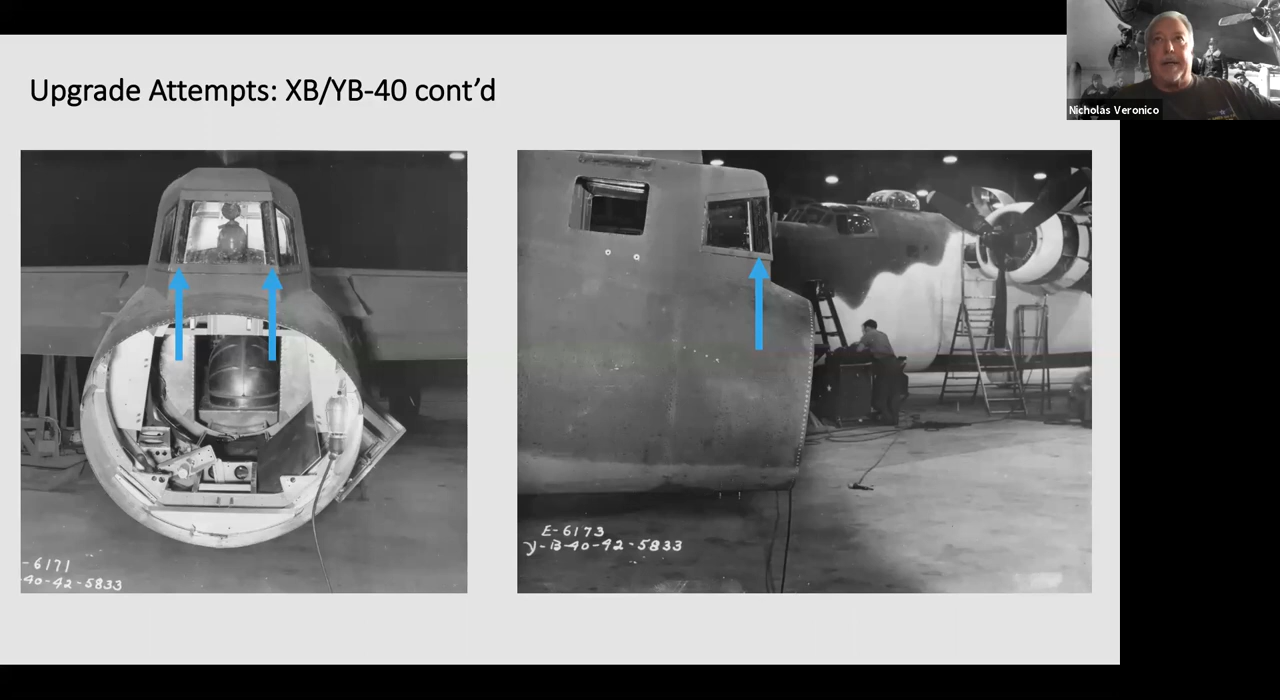 Upgrade Attempts: XB/YB-40 cont'd
Nicholas Veronico
-6171
40-42-5833
E-6173
Y-B-40-42-5833